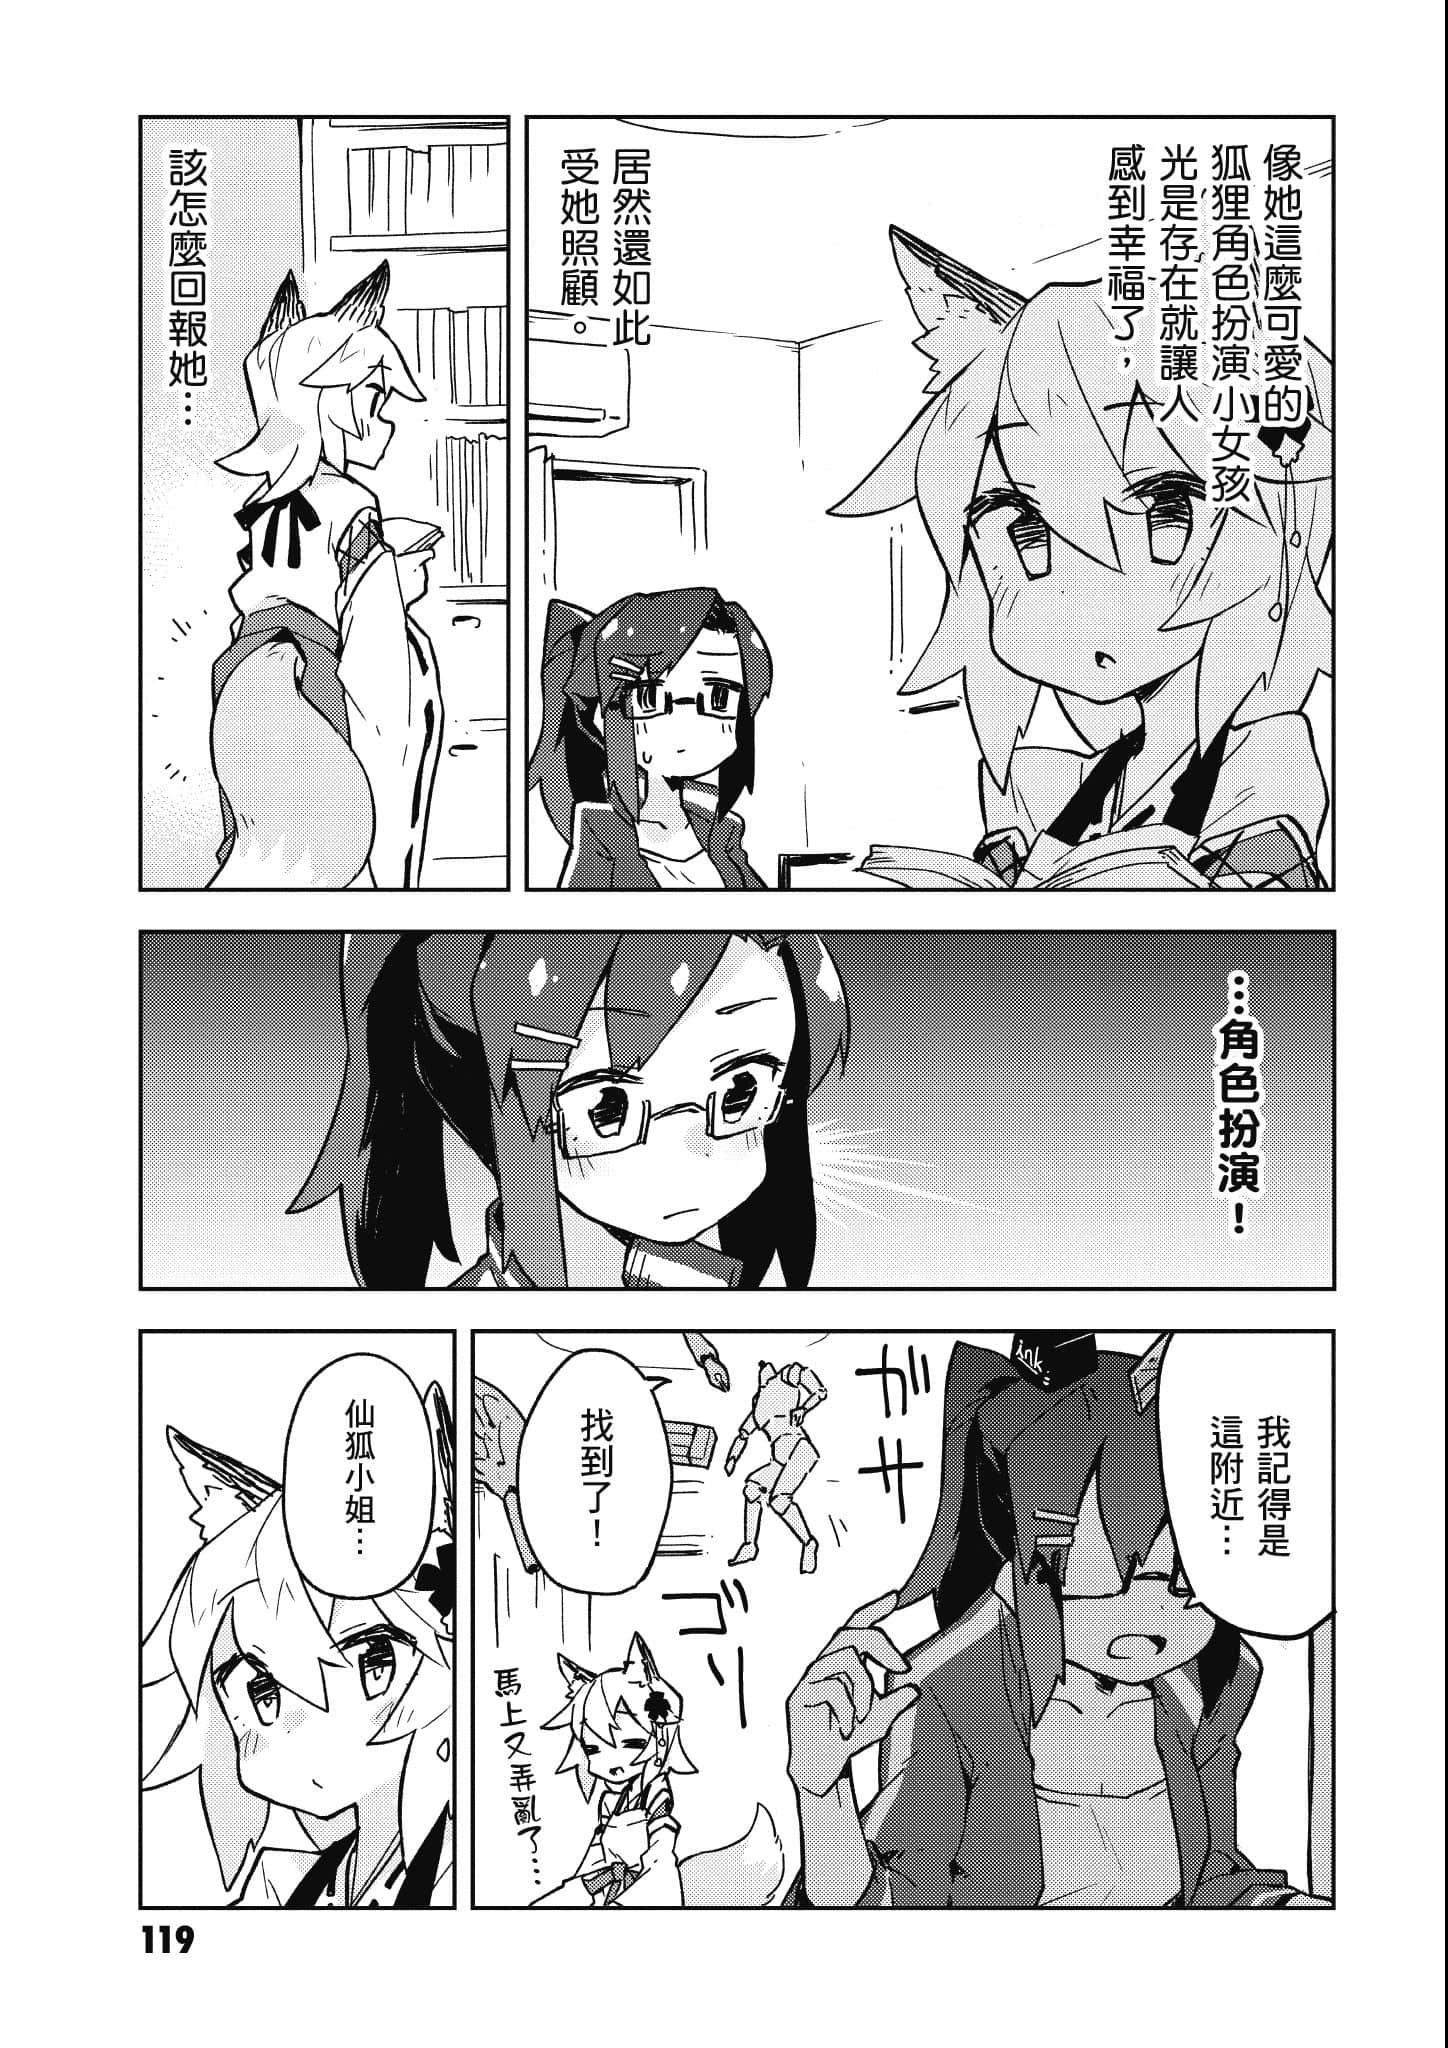 像她這麼可愛的
狐狸角色扮演小女孩
光是存在就讓人
感到幸福了，
居然還如此
受她照顧。
該怎麼回報她…
…角色扮演！
我記得是
這附近…
ink
ガサ
ゴソ
找到了！
馬上又弄亂了…
仙狐小姐…
119